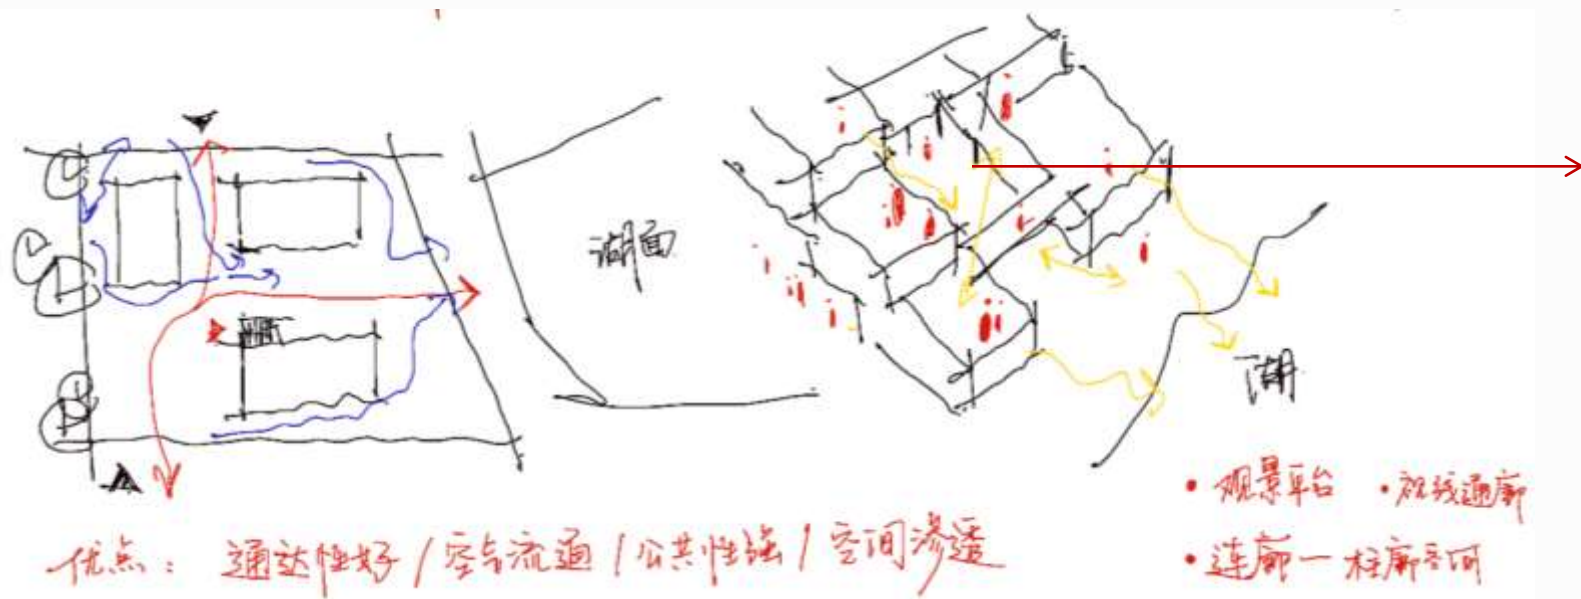 湖面
湖
• 观景平台 • 视线通廊
• 连廊一柱廊空间
优点： 通达性好 / 空气流通 / 公共性强 / 空间渗透